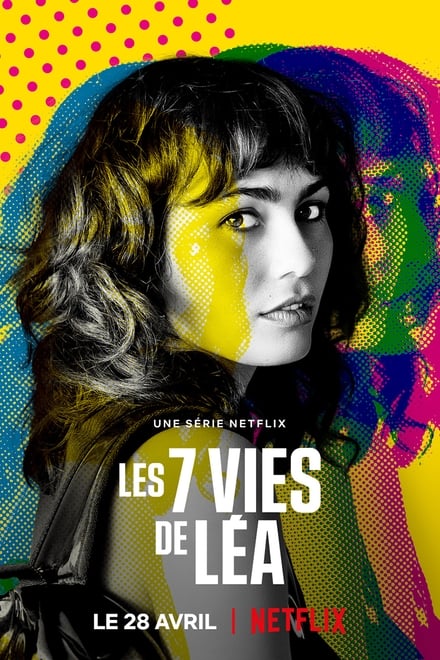 UNE SÉRIE NETFLIX
LES 7 VIES
DE LÉA
LE 28 AVRIL | NETFLIX